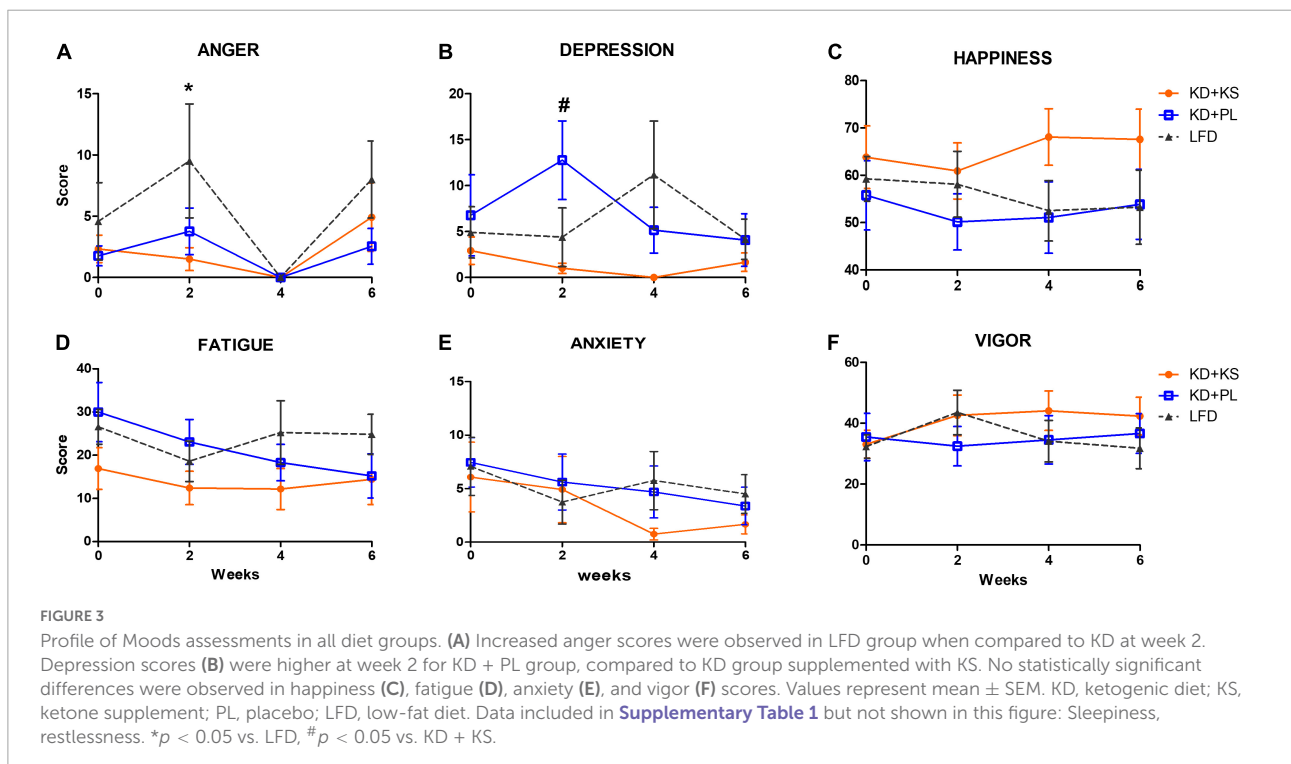 A ANGER
15
*
10
Score
5
0
0 2 4 6
B DEPRESSION
20
#
15
10
5
0
0 2 4 6
C HAPPINESS
80
70
60
50
40
0 2 4 6
KD+KS
KD+PL
LFD
D FATIGUE
40
30
Score
20
10
0
0 2 4 6
Weeks
E ANXIETY
15
10
5
0
0 2 4 6
weeks
F VIGOR
60
40
20
0
0 2 4 6
Weeks
KD+KS
KD+PL
LFD
FIGURE 3
Profile of Moods assessments in all diet groups. (A) Increased anger scores were observed in LFD group when compared to KD at week 2.
Depression scores (B) were higher at week 2 for KD + PL group, compared to KD group supplemented with KS. No statistically significant
differences were observed in happiness (C), fatigue (D), anxiety (E), and vigor (F) scores. Values represent mean ± SEM. KD, ketogenic diet; KS,
ketone supplement; PL, placebo; LFD, low-fat diet. Data included in Supplementary Table 1 but not shown in this figure: Sleepiness,
restlessness. *p < 0.05 vs. LFD, #p < 0.05 vs. KD + KS.